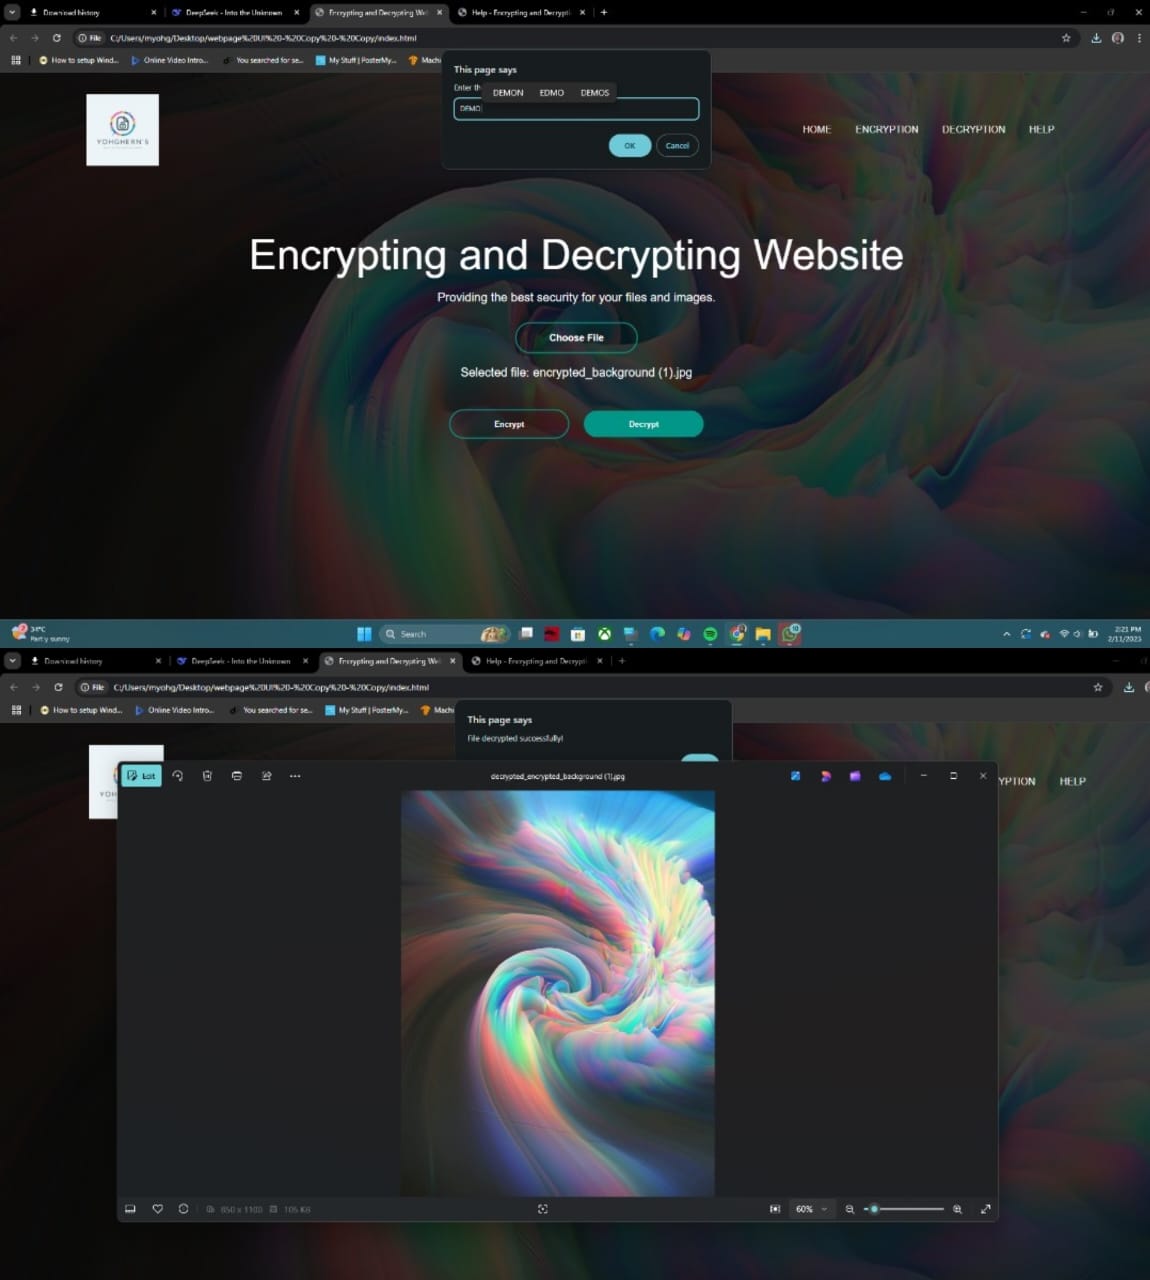 Download history
DeepSeek - Into the Unknown
Encrypting and Decrypting Wel
Help - Encrypting and Decrypti
File
C:/Users/myohg/Desktop/webpage%20UI%20-%20Copy%20-%20Copy/index.html
How to setup Wind...
Online Video Intro...
You searched for se...
My Stuff | PosterMy...
Machi
This page says
Enter th
DEMON EDMO DEMOS
DEMO
OK Cancel
YOHGHERN'S
HOME ENCRYPTION DECRYPTION HELP
Encrypting and Decrypting Website
Providing the best security for your files and images.
Choose File
Selected file: encrypted_background (1).jpg
Encrypt Decrypt
34°C
Partly sunny
Search
2:21 PM
2/11/2025
Download history
DeepSeek - Into the Unknown
Encrypting and Decrypting Wel
Help - Encrypting and Decrypti
File
C:/Users/myohg/Desktop/webpage%20UI%20-%20Copy%20-%20Copy/index.html
How to setup Wind...
Online Video Intro...
You searched for se...
My Stuff | PosterMy...
Machi
This page says
File decrypted successfully!
YOH
Edit
decrypted_encrypted_background (1).jpg
YPTION HELP
850 x 1100
105 KB
60%